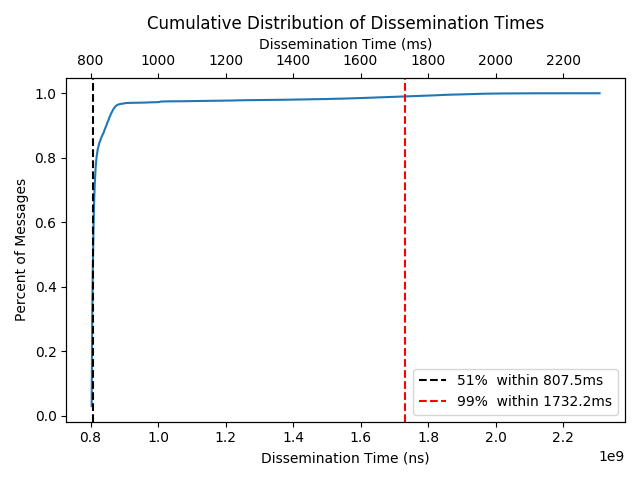 Cumulative Distribution of Dissemination Times
Dissemination Time (ms)
800 1000 1200 1400 1600 1800 2000 2200
1.0
0.8
0.6
0.4
0.2
0.0
Percent of Messages
51%  within 807.5ms
99%  within 1732.2ms
0.8 1.0 1.2 1.4 1.6 1.8 2.0 2.2
1e9
Dissemination Time (ns)